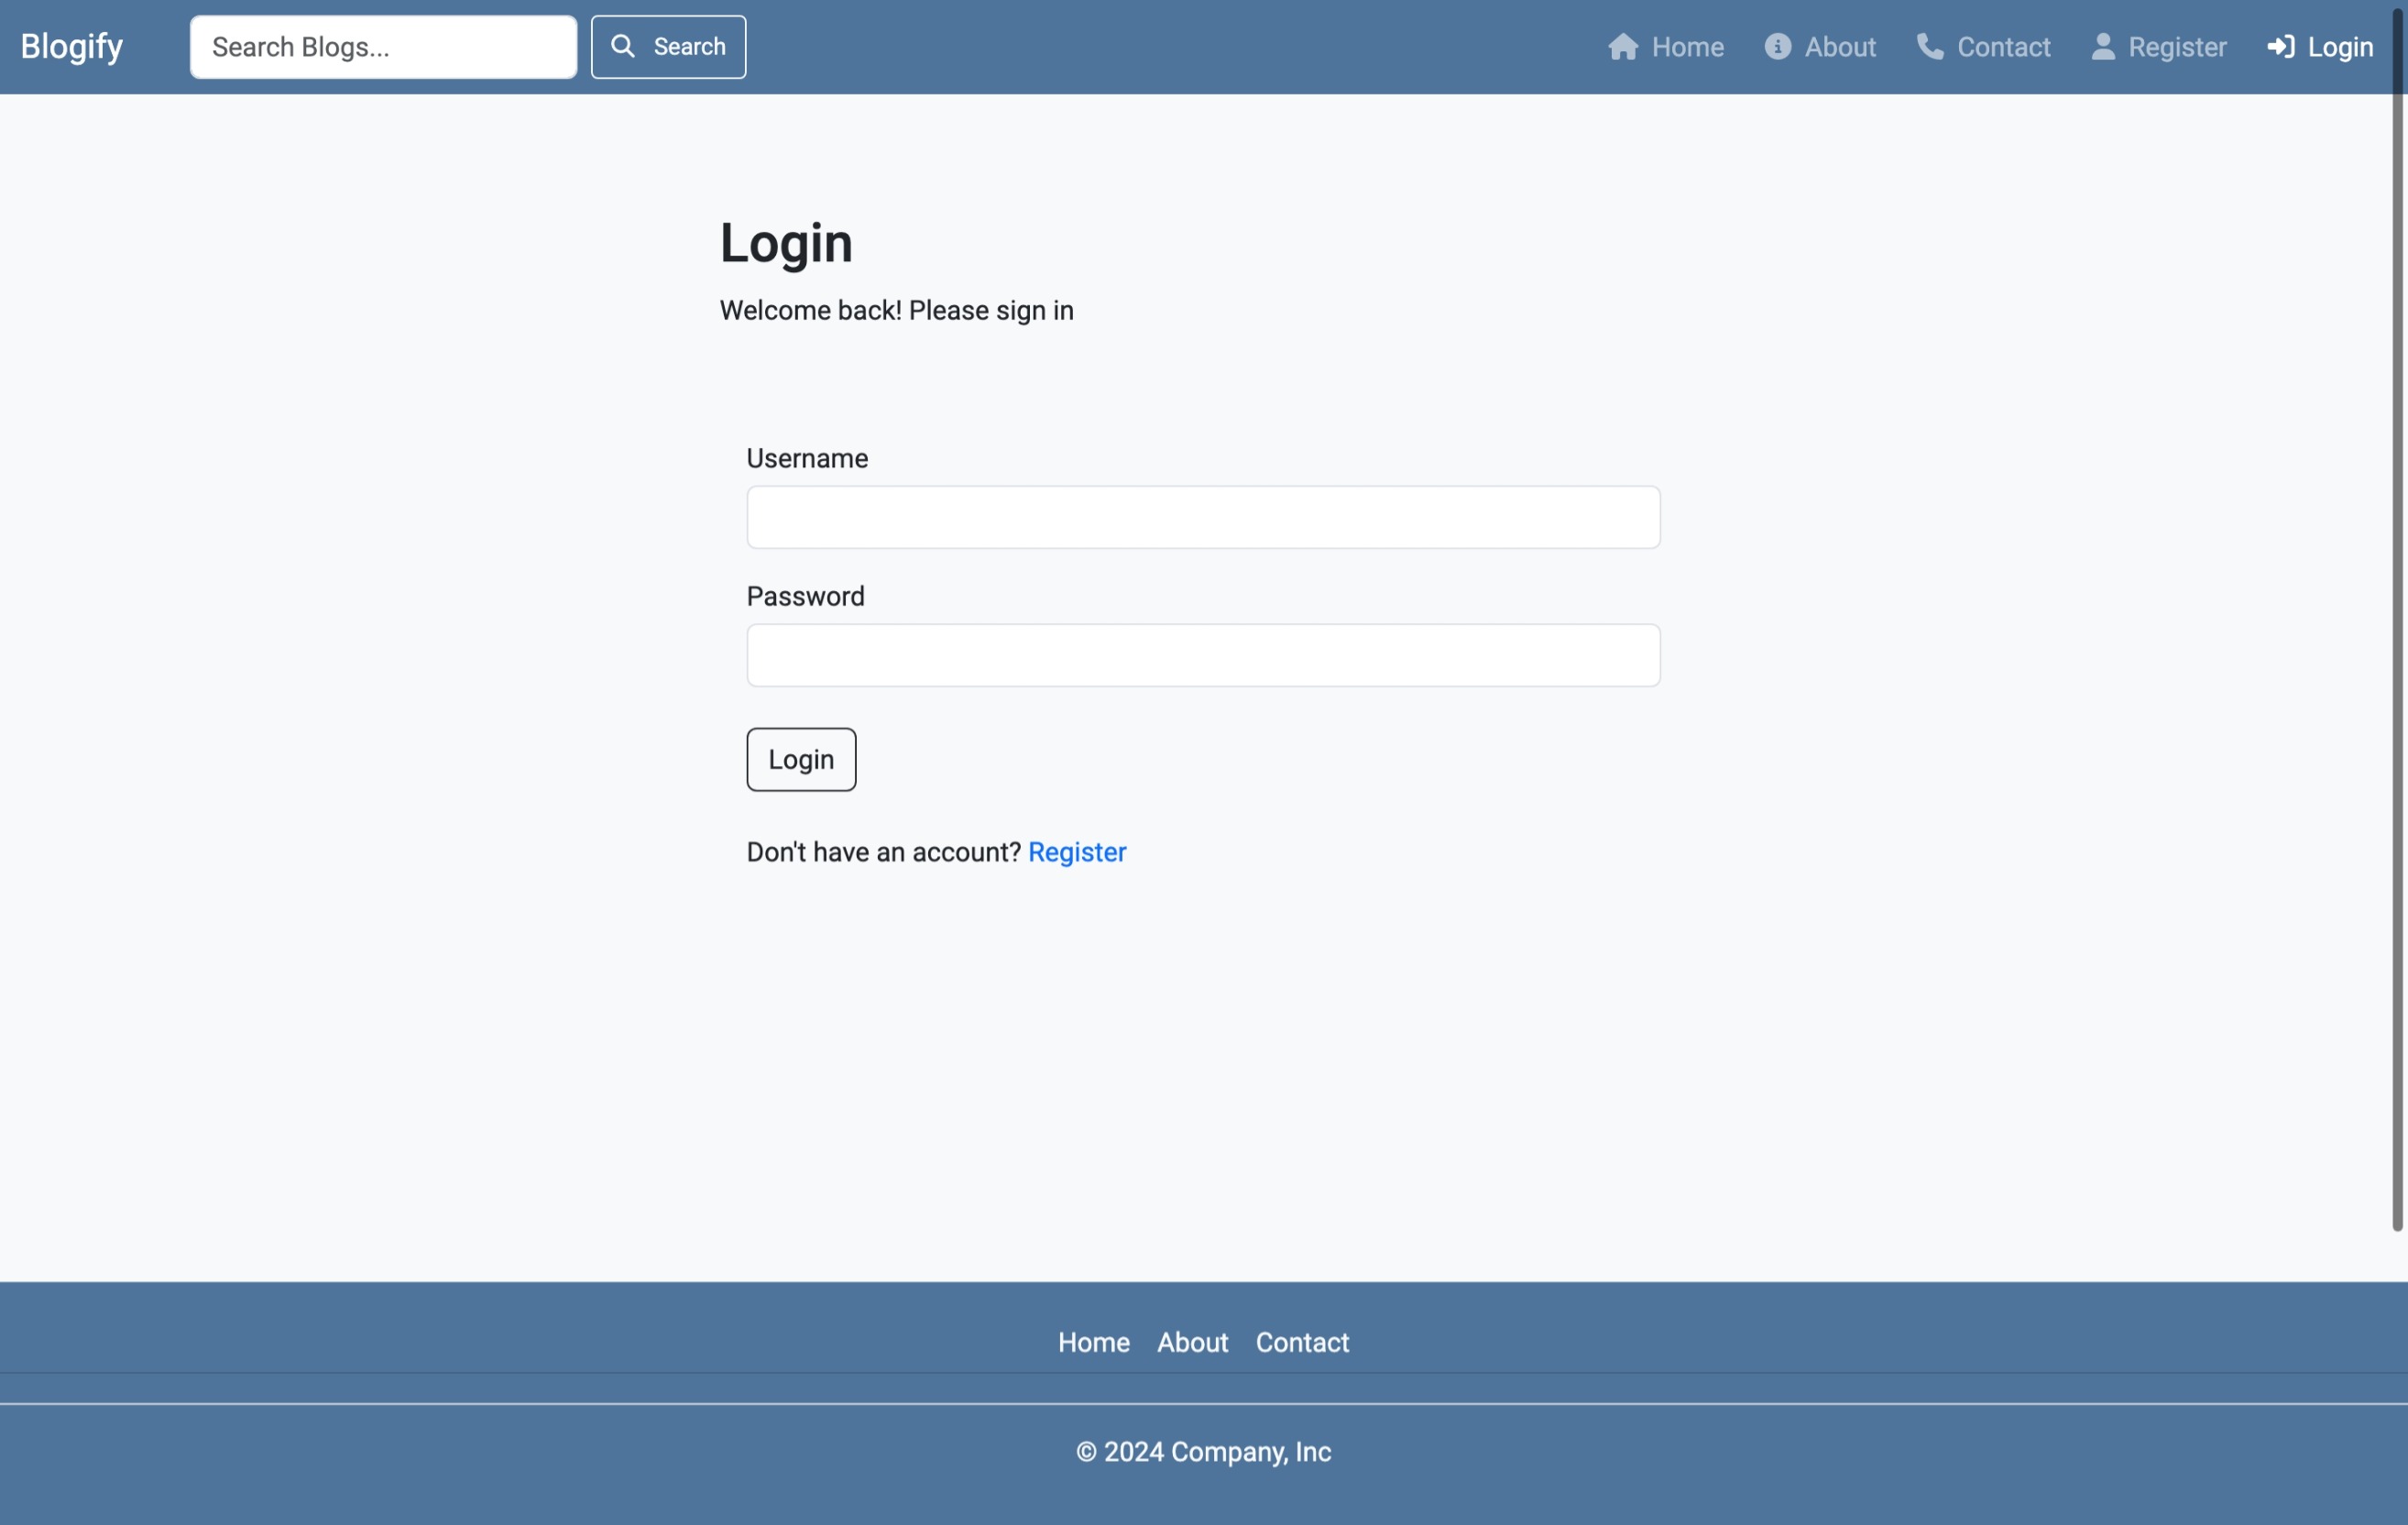 Blogify Search Blogs... Search Home About Contact Register Login
Login
Welcome back! Please sign in
Username
Password
Login
Don't have an account? Register
Home About Contact
© 2024 Company, Inc